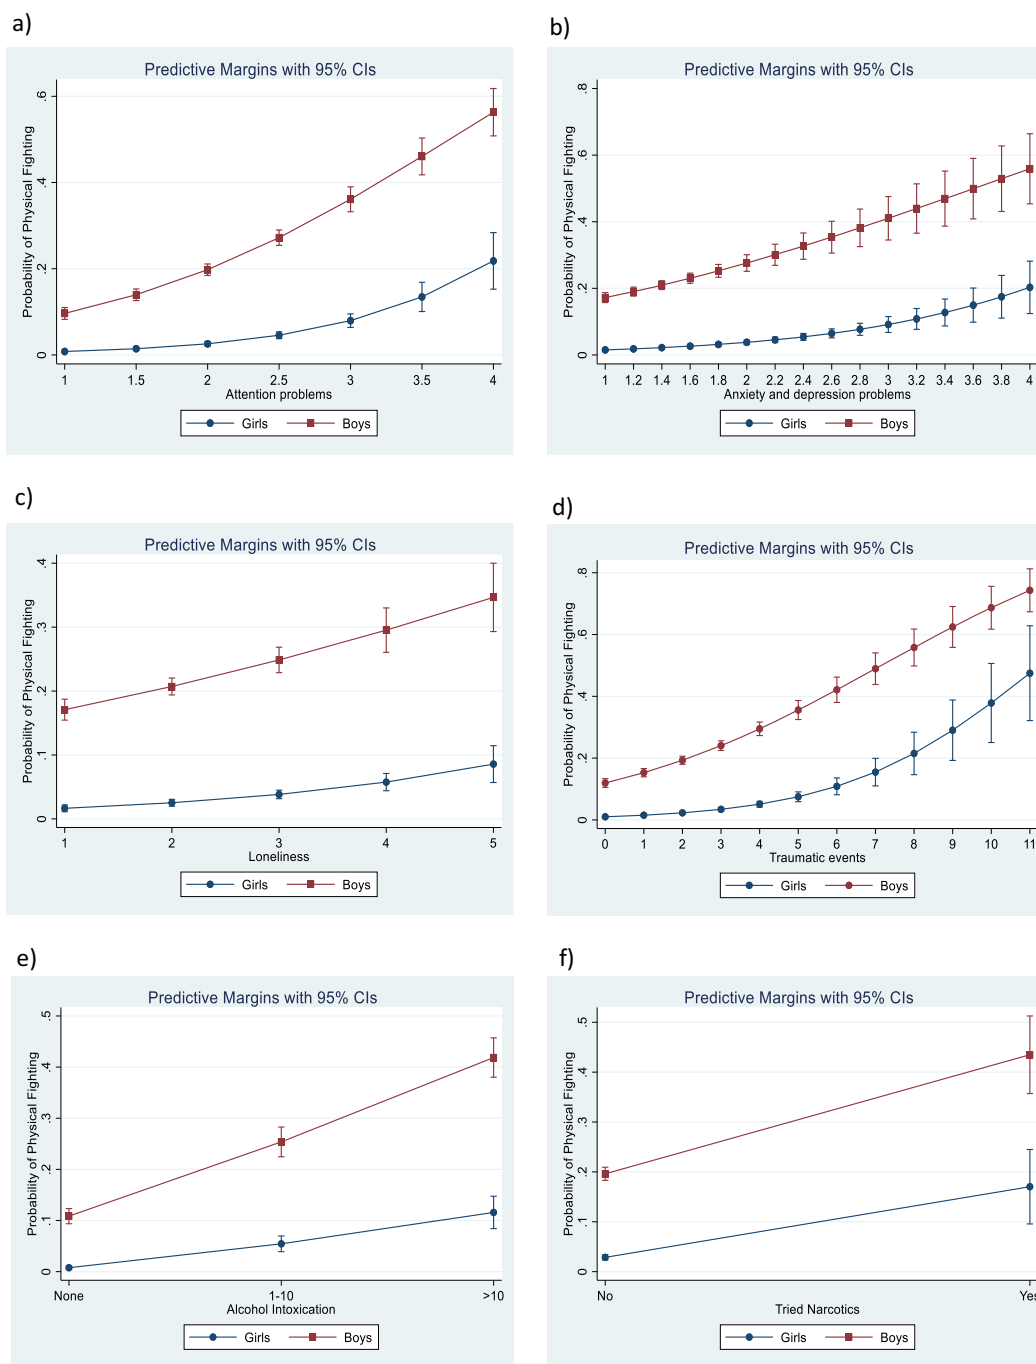 a)
Predictive Margins with 95% CIs
Probability of Physical Fighting
.6
.4
.2
0
1 1.5 2 2.5 3 3.5 4
Attention problems
Girls Boys
b)
Predictive Margins with 95% CIs
Probability of Physical Fighting
.8
.6
.4
.2
0
1 1.2 1.4 1.6 1.8 2 2.2 2.4 2.6 2.8 3 3.2 3.4 3.6 3.8 4
Anxiety and depression problems
Girls Boys
c)
Predictive Margins with 95% CIs
Probability of Physical Fighting
.4
.3
.2
.1
0
1 2 3 4 5
Loneliness
Girls Boys
d)
Predictive Margins with 95% CIs
Probability of Physical Fighting
.8
.6
.4
.2
0
0 1 2 3 4 5 6 7 8 9 10 11
Traumatic events
Girls Boys
e)
Predictive Margins with 95% CIs
Probability of Physical Fighting
.5
.4
.3
.2
.1
0
None 1-10 >10
Alcohol Intoxication
Girls Boys
f)
Predictive Margins with 95% CIs
Probability of Physical Fighting
.5
.4
.3
.2
.1
0
No Yes
Tried Narcotics
Girls Boys